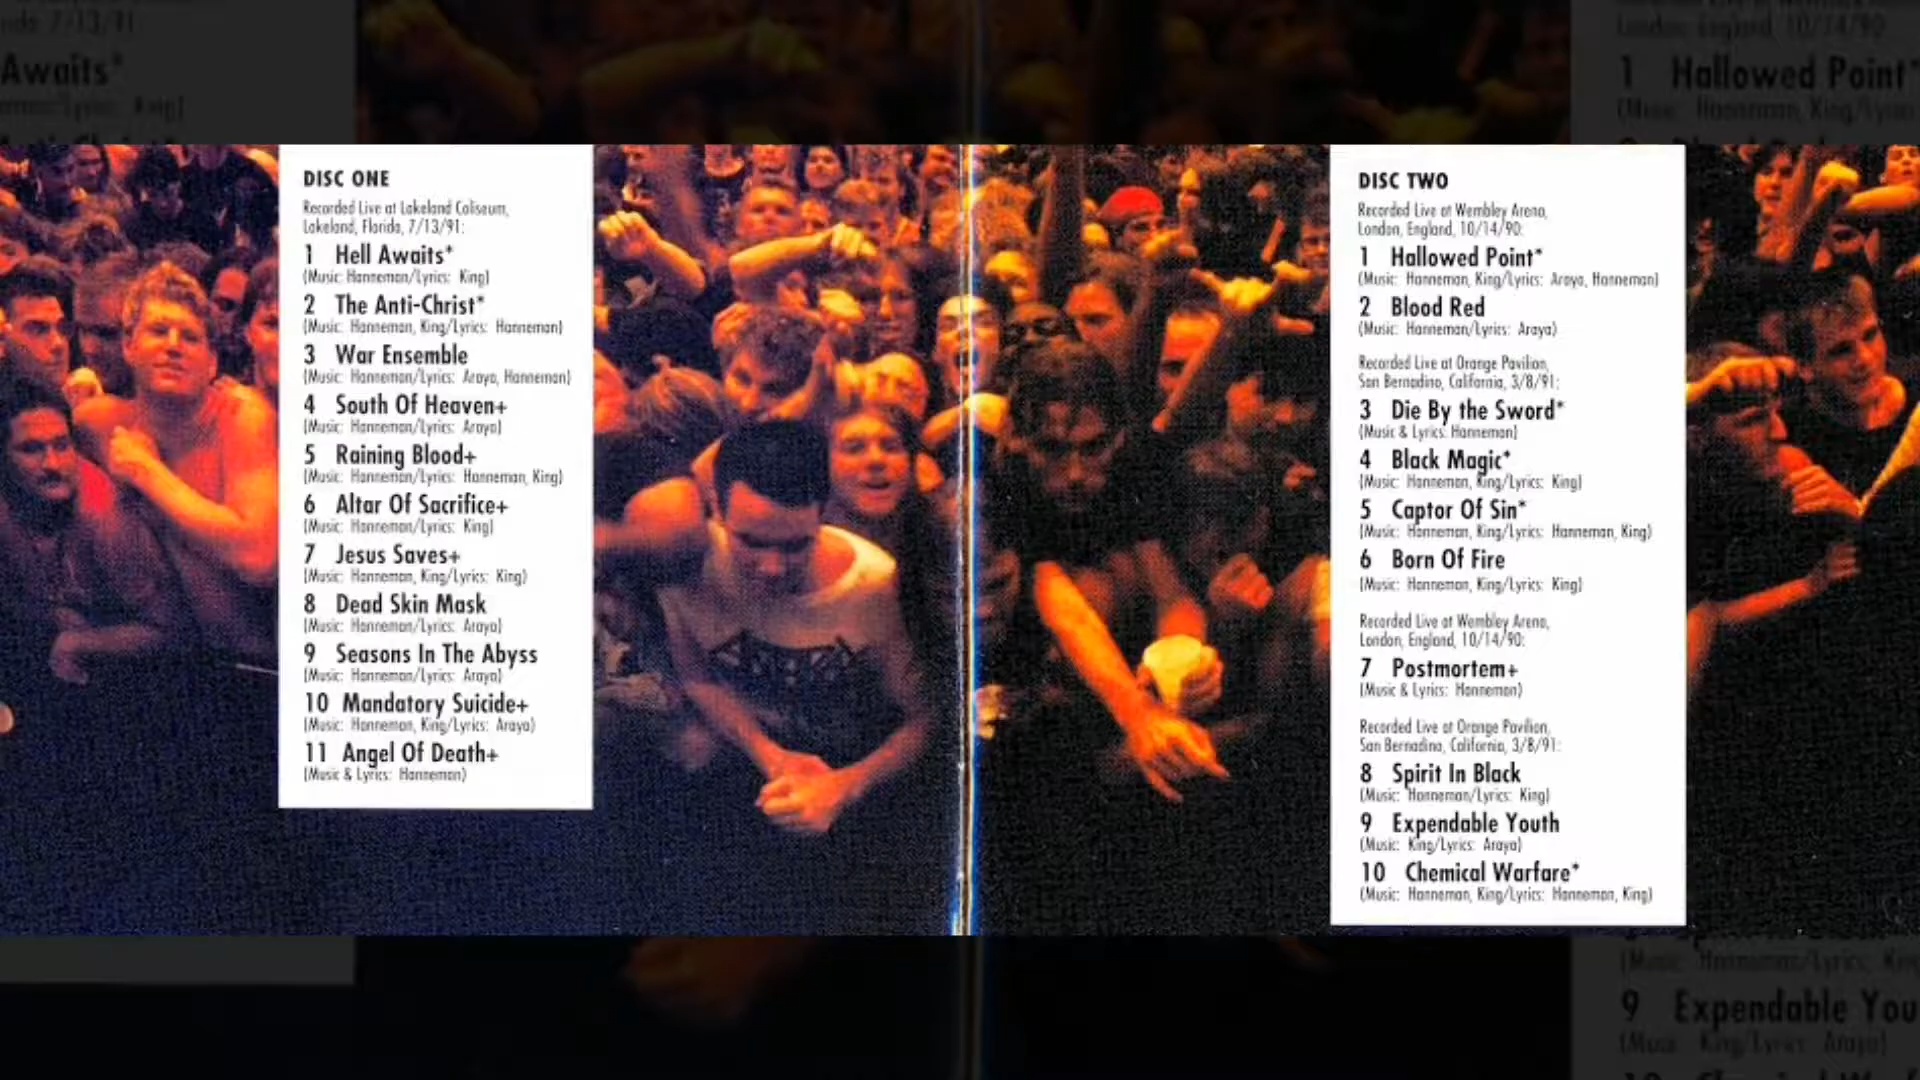 DISC ONE
Recorded Live at Lakeland Coliseum,
Lakeland, Florida, 7/13/91:
1 Hell Awaits*
(Music: Hanneman/Lyrics: King)
2 The Anti-Christ*
(Music: Hanneman, King/Lyrics: Hanneman)
3 War Ensemble
(Music: Hanneman/Lyrics: Araya, Hanneman)
4 South Of Heaven+
(Music: Hanneman/Lyrics: Araya)
5 Raining Blood+
(Music: Hanneman/Lyrics: Hanneman, King)
6 Altar Of Sacrifice+
(Music: Hanneman/Lyrics: King)
7 Jesus Saves+
(Music: Hanneman, King/Lyrics: King)
8 Dead Skin Mask
(Music: Hanneman/Lyrics: Araya)
9 Seasons In The Abyss
(Music: Hanneman/Lyrics: Araya)
10 Mandatory Suicide+
(Music: Hanneman, King/Lyrics: Araya)
11 Angel Of Death+
(Music & Lyrics: Hanneman)
DISC TWO
Recorded Live at Wembley Arena,
London, England, 10/14/90:
1 Hallowed Point*
(Music: Hanneman, King/Lyrics: Araya, Hanneman)
2 Blood Red
(Music: Hanneman/Lyrics: Araya)
Recorded Live at Orange Pavilion,
San Bernadino, California, 3/8/91:
3 Die By the Sword*
(Music & Lyrics: Hanneman)
4 Black Magic*
(Music: Hanneman, King/Lyrics: King)
5 Captor Of Sin*
(Music: Hanneman, King/Lyrics: Hanneman, King)
6 Born Of Fire
(Music: Hanneman, King/Lyrics: King)
Recorded Live at Wembley Arena,
London, England, 10/14/90:
7 Postmortem+
(Music & Lyrics: Hanneman)
Recorded Live at Orange Pavilion,
San Bernadino, California, 3/8/91:
8 Spirit In Black
(Music: Hanneman/Lyrics: King)
9 Expendable Youth
(Music: King/Lyrics: Araya)
10 Chemical Warfare*
(Music: Hanneman, King/Lyrics: Hanneman, King)